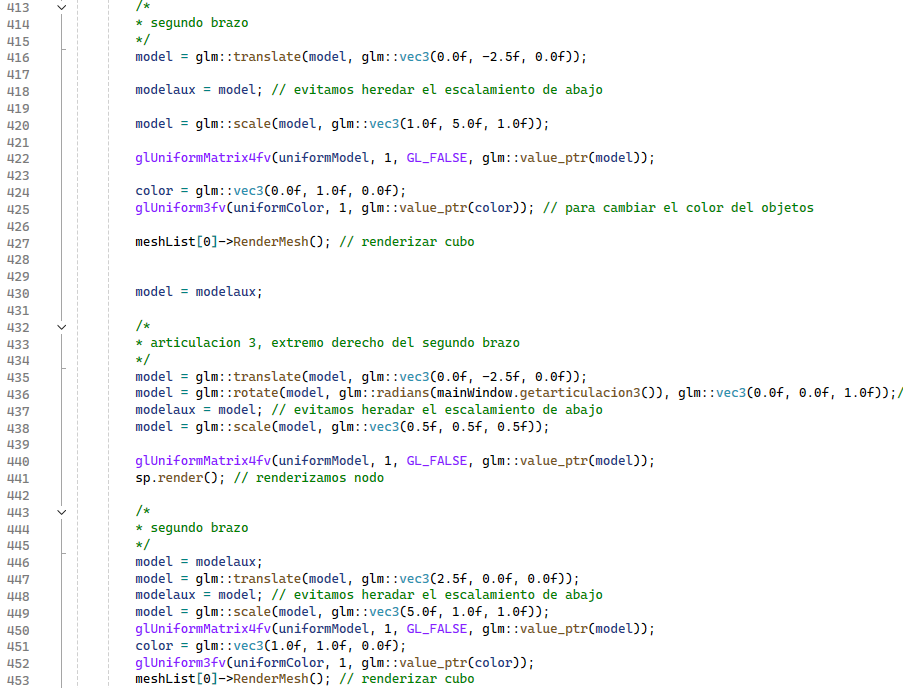 413 /*
414 * segundo brazo
415 */
416 model = glm::translate(model, glm::vec3(0.0f, -2.5f, 0.0f));
417
418 modelaux = model; // evitamos heredar el escalamiento de abajo
419
420 model = glm::scale(model, glm::vec3(1.0f, 5.0f, 1.0f));
421
422 glUniformMatrix4fv(uniformModel, 1, GL_FALSE, glm::value_ptr(model));
423
424 color = glm::vec3(0.0f, 1.0f, 0.0f);
425 glUniform3fv(uniformColor, 1, glm::value_ptr(color)); // para cambiar el color del objetos
426
427 meshList[0]->RenderMesh(); // renderizar cubo
428
429
430 model = modelaux;
431
432 /*
433 * articulacion 3, extremo derecho del segundo brazo
434 */
435 model = glm::translate(model, glm::vec3(0.0f, -2.5f, 0.0f));
436 model = glm::rotate(model, glm::radians(mainWindow.getarticulacion3()), glm::vec3(0.0f, 0.0f, 1.0f));/
437 modelaux = model; // evitamos heradar el escalamiento de abajo
438 model = glm::scale(model, glm::vec3(0.5f, 0.5f, 0.5f));
439
440 glUniformMatrix4fv(uniformModel, 1, GL_FALSE, glm::value_ptr(model));
441 sp.render(); // renderizamos nodo
442
443 /*
444 * segundo brazo
445 */
446 model = modelaux;
447 model = glm::translate(model, glm::vec3(2.5f, 0.0f, 0.0f));
448 modelaux = model; // evitamos heradar el escalamiento de abajo
449 model = glm::scale(model, glm::vec3(5.0f, 1.0f, 1.0f));
450 glUniformMatrix4fv(uniformModel, 1, GL_FALSE, glm::value_ptr(model));
451 color = glm::vec3(1.0f, 1.0f, 0.0f);
452 glUniform3fv(uniformColor, 1, glm::value_ptr(color));
453 meshList[0]->RenderMesh(); // renderizar cubo